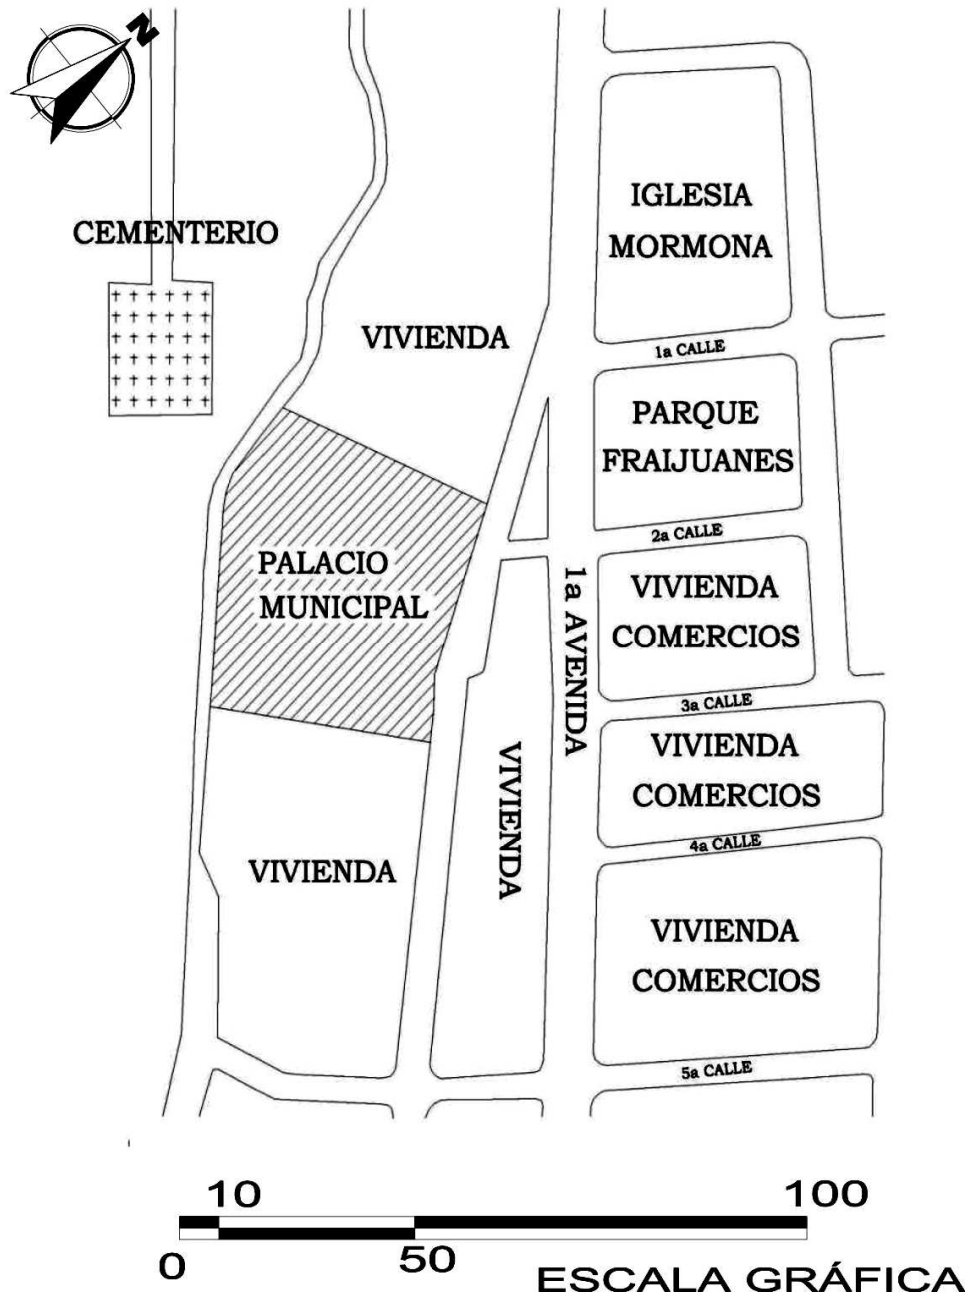 N
CEMENTERIO
IGLESIA
MORMONA
VIVIENDA
1a CALLE
PARQUE
FRAIJUANES
2a CALLE
PALACIO
MUNICIPAL
1a AVENIDA
VIVIENDA
COMERCIOS
3a CALLE
VIVIENDA
VIVIENDA
COMERCIOS
4a CALLE
VIVIENDA
VIVIENDA
COMERCIOS
5a CALLE
10
100
0
50
ESCALA GRÁFICA